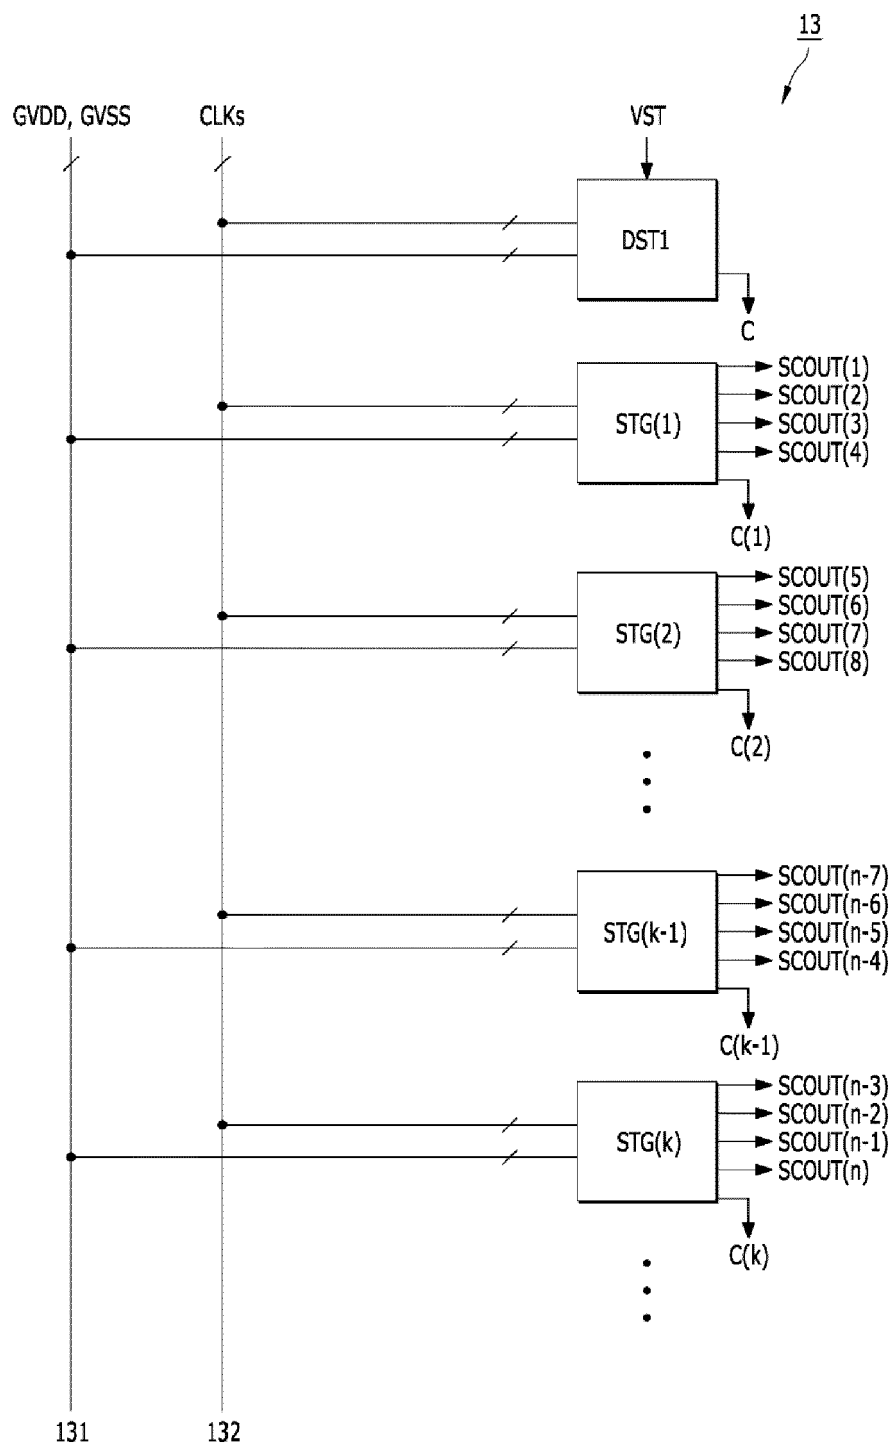 13
GVDD, GVSS CLKs VST
DST1
C
STG(1)
SCOUT(1)
SCOUT(2)
SCOUT(3)
SCOUT(4)
C(1)
STG(2)
SCOUT(5)
SCOUT(6)
SCOUT(7)
SCOUT(8)
C(2)
STG(k-1)
SCOUT(n-7)
SCOUT(n-6)
SCOUT(n-5)
SCOUT(n-4)
C(k-1)
STG(k)
SCOUT(n-3)
SCOUT(n-2)
SCOUT(n-1)
SCOUT(n)
C(k)
131 132